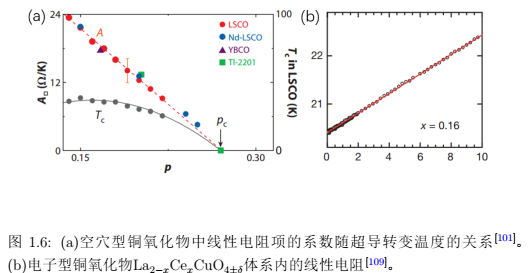 (a)
24
A
LSCO
Nd-LSCO
YBCO
Tl-2201
100
A□ (Ω/K)
12
Tc
pc
0
0
0.15
0.30
p
Tc in LSCO (K)
(b)
22
21
x = 0.16
0 2 4 6 8 10
图 1.6: (a)空穴型铜氧化物中线性电阻项的系数随超导转变温度的关系[101]。
(b)电子型铜氧化物La2−xCexCuO4±δ体系内的线性电阻[109]。